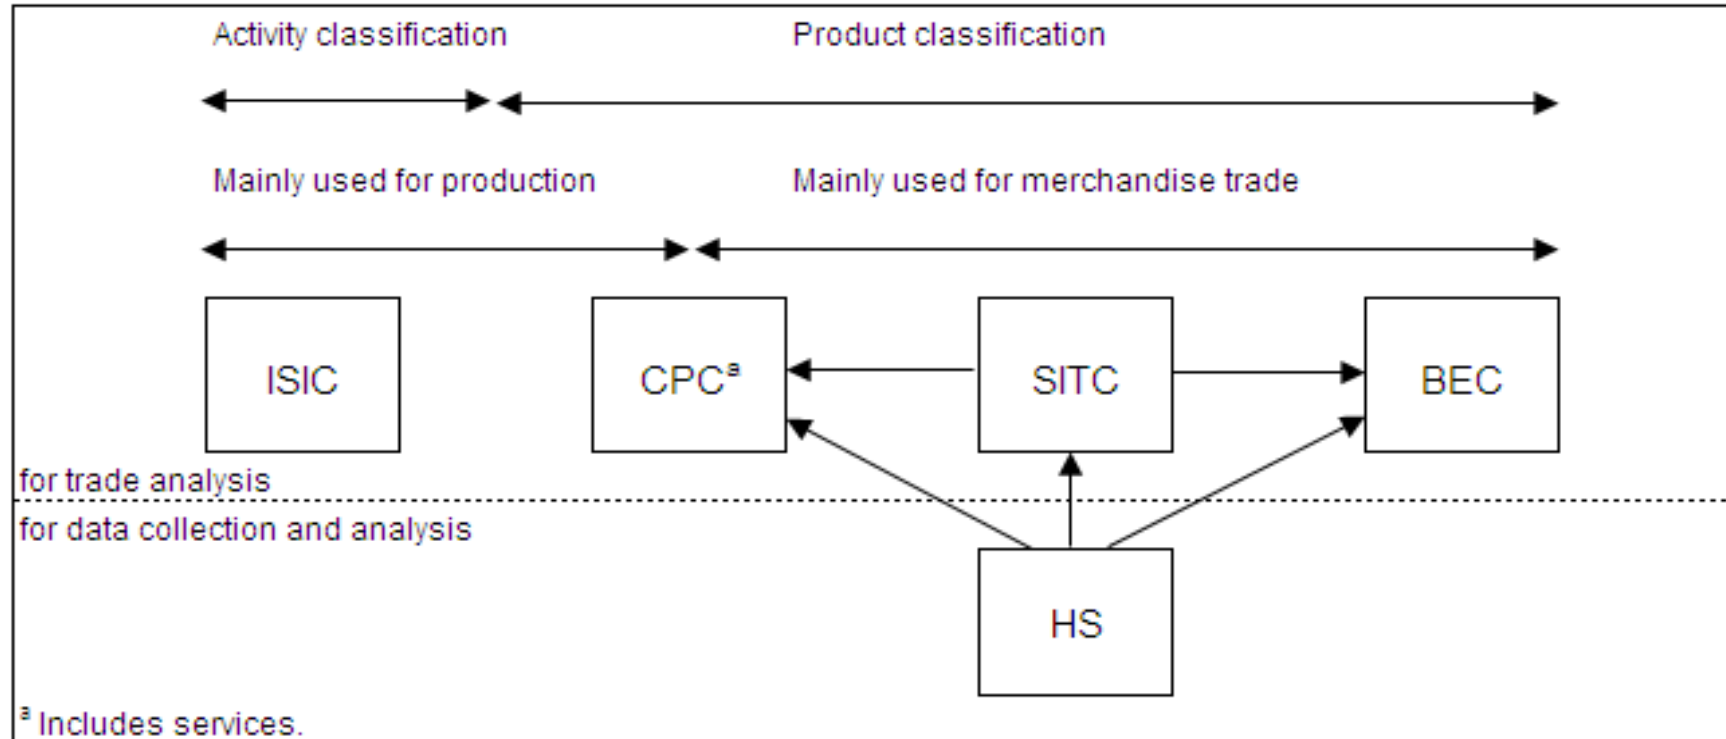 Activity classification Product classification
Mainly used for production Mainly used for merchandise trade
ISIC CPCª SITC BEC
for trade analysis
for data collection and analysis
HS
ª Includes services.